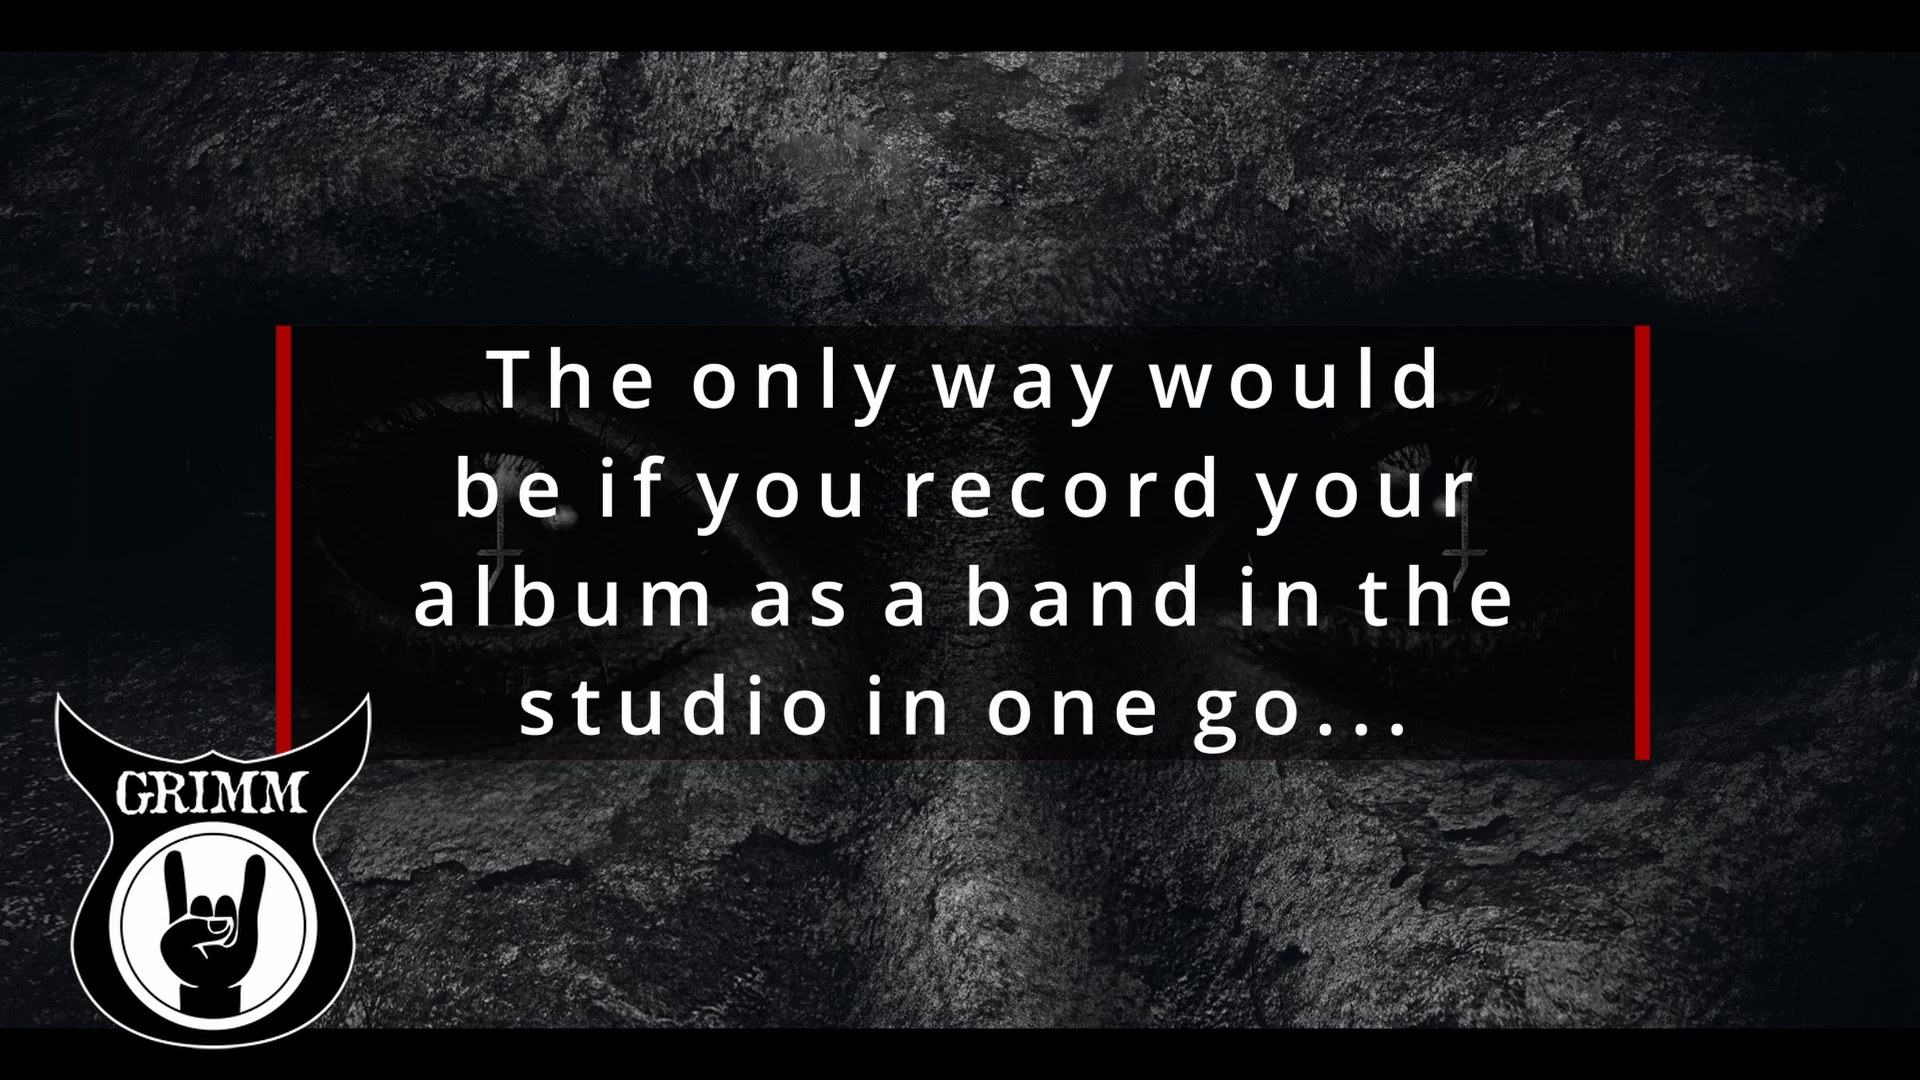 The only way would
be if you record your
album as a band in the
studio in one go...
GRIMM